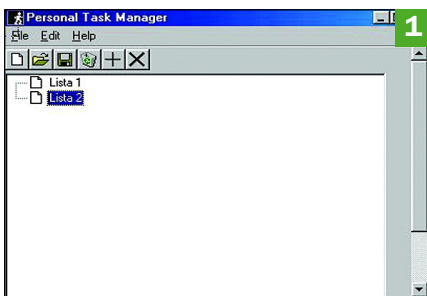 Personal Task Manager
1
File Edit Help
Lista 1
Lista 2